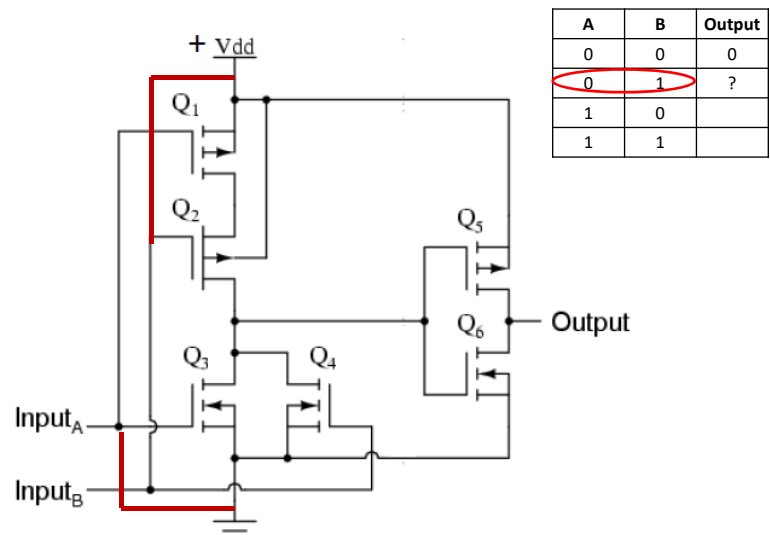 + Vdd
Q1
Q2
Q3
Q4
Q5
Q6
InputA
InputB
Output
A B Output
0 0 0
0 1 ?
1 0
1 1